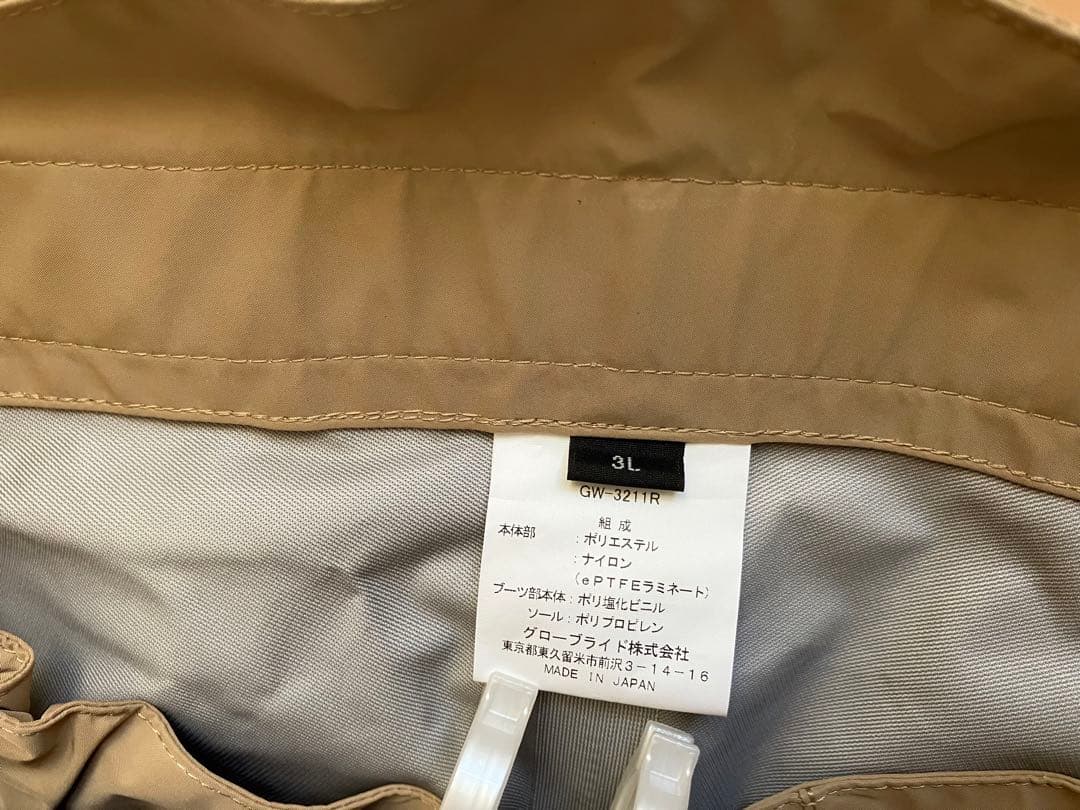 3L
GW-3211R
組成
本体部 :ポリエステル
:ナイロン
(ePTFEラミネート)
ブーツ部本体:ポリ塩化ビニル
ソール:ポリプロピレン
グローブライド株式会社
東京都東久留米市前沢3-14-16
MADE IN JAPAN